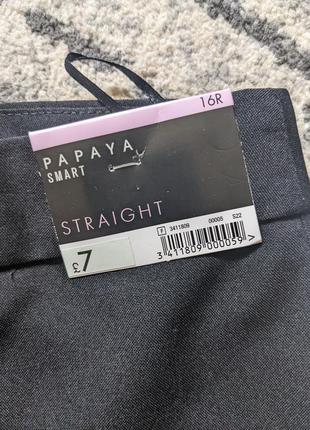 16R
PAPAYA
SMART
STRAIGHT
£7
F 3411809 00005 S22
3 411809 000059 >